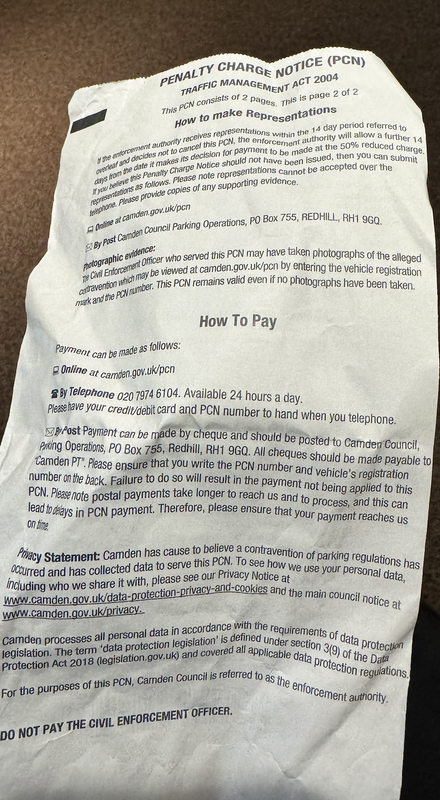 PENALTY CHARGE NOTICE (PCN)
TRAFFIC MANAGEMENT ACT 2004
This PCN consists of 2 pages. This is page 2 of 2
How to make Representations
If the enforcement authority receives representations within the 14 day period referred to
overleaf and decides not to cancel this PCN, the enforcement authority will allow a further 14
days from the date it makes its decision for payment to be made at the 50% reduced charge.
If you believe this Penalty Charge Notice should not have been issued, then you can submit
representations as follows. Please note representations cannot be accepted over the
telephone. Please provide copies of any supporting evidence.
Online at camden.gov.uk/pcn
By Post Camden Council Parking Operations, PO Box 755, REDHILL, RH1 9GQ.
Photographic evidence:
The Civil Enforcement Officer who served this PCN may have taken photographs of the alleged
contravention which may be viewed at camden.gov.uk/pcn by entering the vehicle registration
mark and the PCN number. This PCN remains valid even if no photographs have been taken.
How To Pay
Payment can be made as follows:
Online at camden.gov.uk/pcn
☎ By Telephone 020 7974 6104. Available 24 hours a day.
Please have your credit/debit card and PCN number to hand when you telephone.
By Post Payment can be made by cheque and should be posted to Camden Council,
Parking Operations, PO Box 755, Redhill, RH1 9GQ. All cheques should be made payable to
"Camden PT". Please ensure that you write the PCN number and vehicle's registration
number on the back. Failure to do so will result in the payment not being applied to this
PCN. Please note postal payments take longer to reach us and to process, and this can
lead to delays in PCN payment. Therefore, please ensure that your payment reaches us
on time.
Privacy Statement: Camden has cause to believe a contravention of parking regulations has
occurred and has collected data to serve this PCN. To see how we use your personal data,
including who we share it with, please see our Privacy Notice at
www.camden.gov.uk/data-protection-privacy-and-cookies and the main council notice at
www.camden.gov.uk/privacy.
Camden processes all personal data in accordance with the requirements of data protection
legislation. The term 'data protection legislation' is defined under section 3(9) of the Data
Protection Act 2018 (legislation.gov.uk) and covered all applicable data protection regulations.
For the purposes of this PCN, Camden Council is referred to as the enforcement authority.
DO NOT PAY THE CIVIL ENFORCEMENT OFFICER.